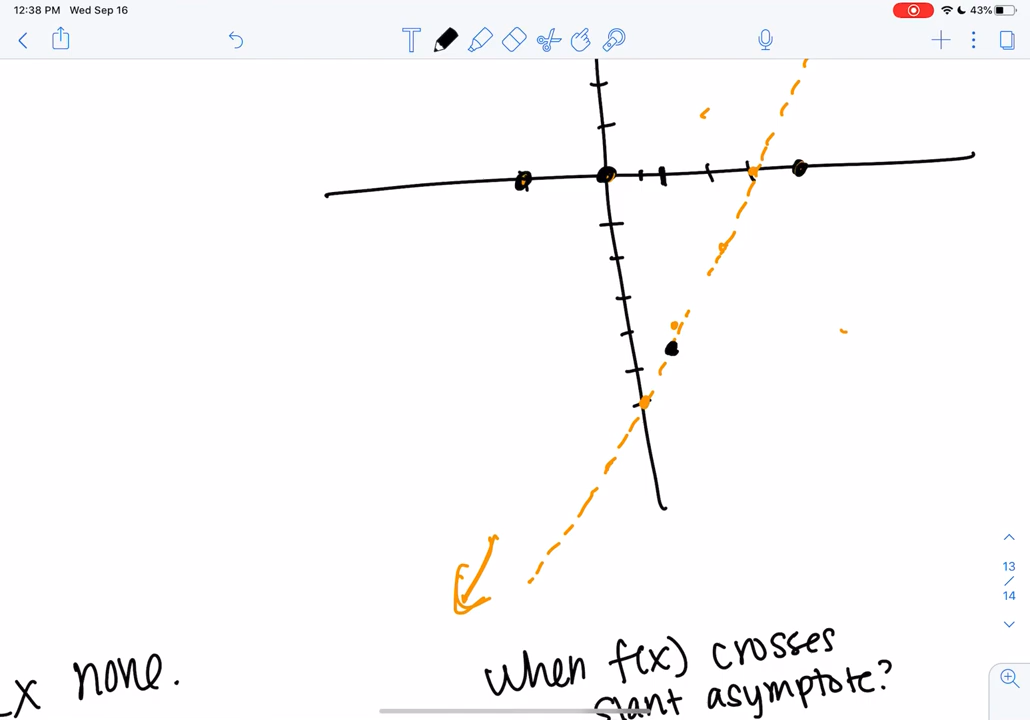 12:38 PM Wed Sep 16
43%
T
13
/
14
x none.
when f(x) crosses
slant asymptote?